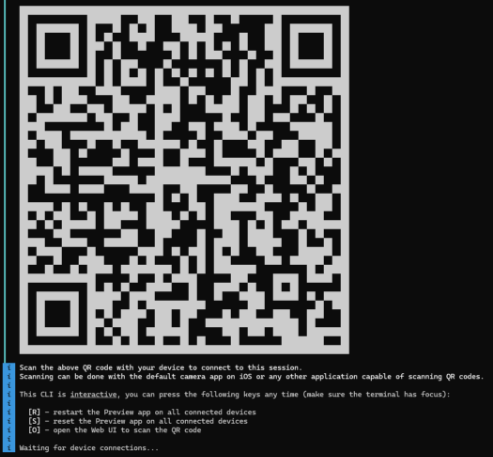 Scan the above QR code with your device to connect to this session.
Scanning can be done with the default camera app on iOS or any other application capable of scanning QR codes.
This CLI is interactive, you can press the following keys any time (make sure the terminal has focus):
[R] - restart the Preview app on all connected devices
[S] - reset the Preview app on all connected devices
[O] - open the Web UI to scan the QR code
Waiting for device connections...